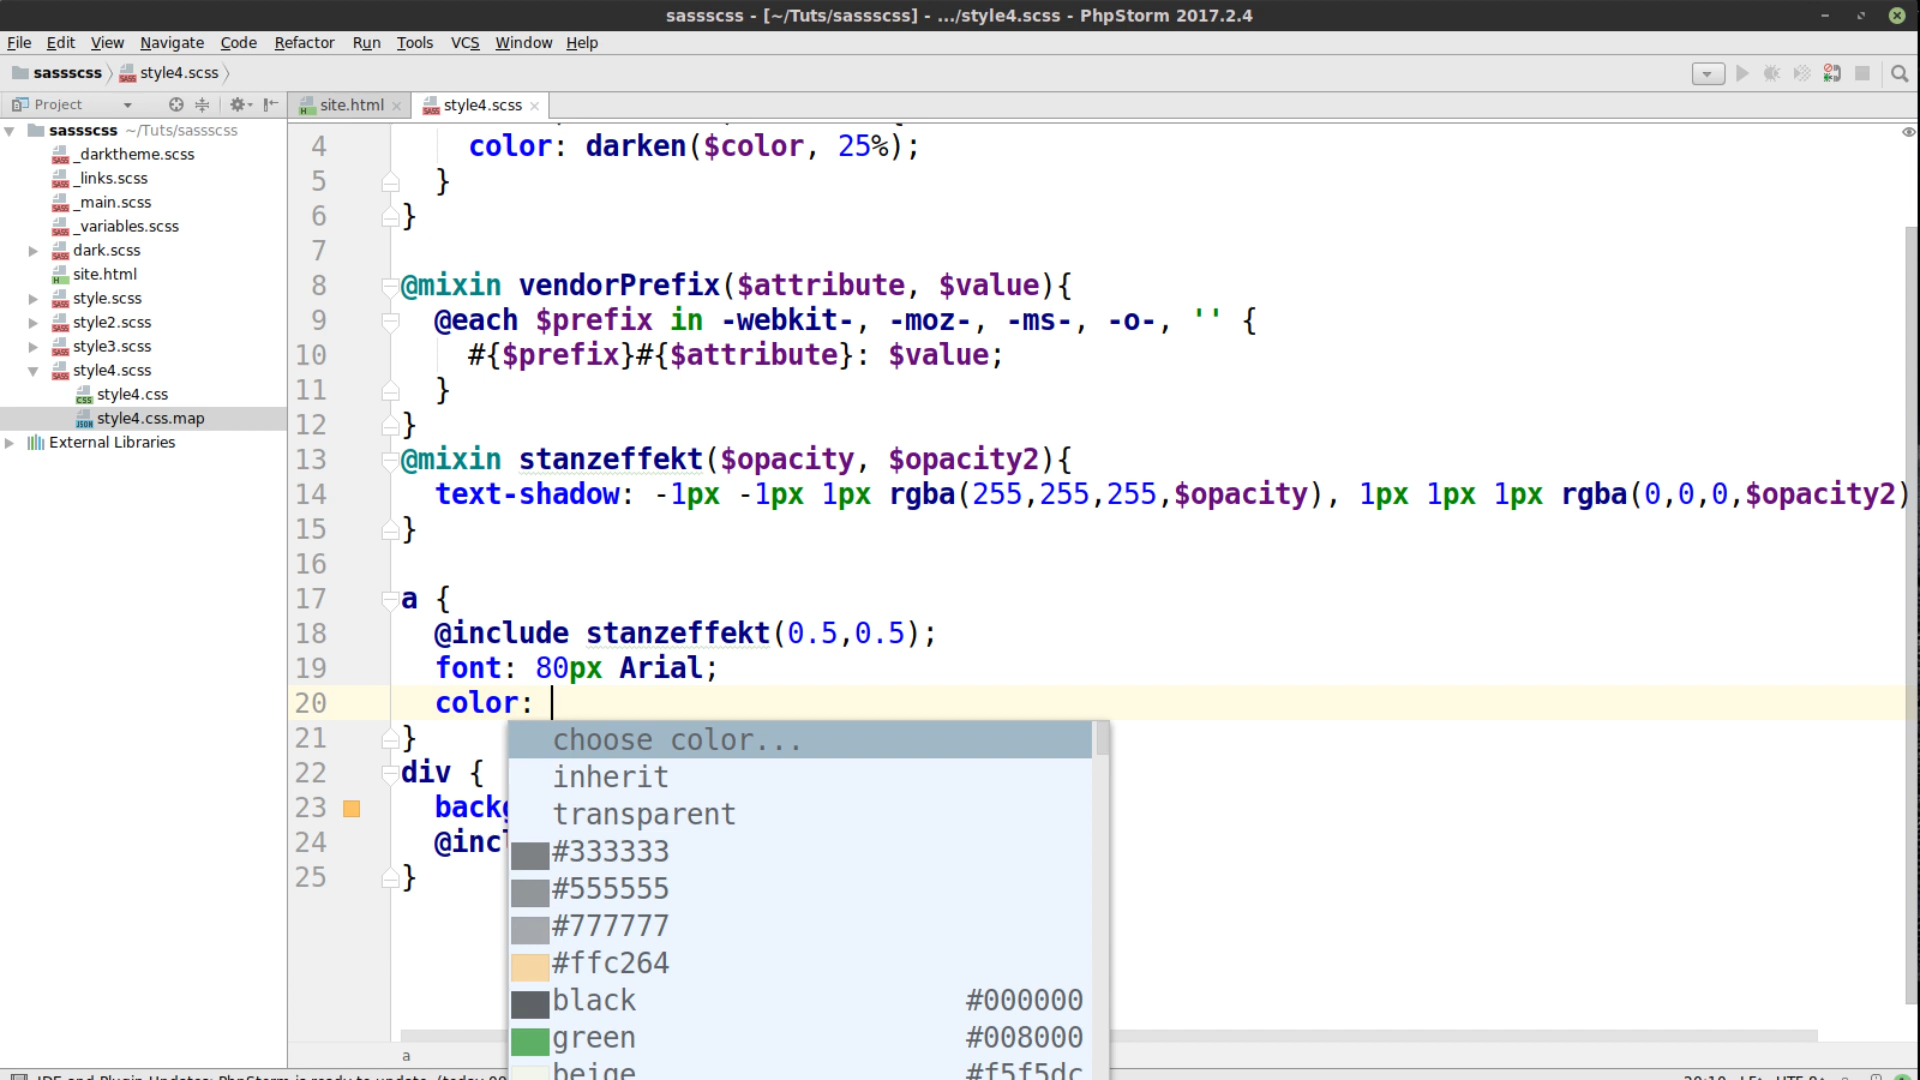 sassscss - [~/Tuts/sassscss] - .../style4.scss - PhpStorm 2017.2.4
File Edit View Navigate Code Refactor Run Tools VCS Window Help
sassscss style4.scss
Project
site.html
style4.scss
sassscss ~/Tuts/sassscss
_darktheme.scss
_links.scss
_main.scss
_variables.scss
dark.scss
site.html
style.scss
style2.scss
style3.scss
style4.scss
style4.css
style4.css.map
External Libraries
4 color: darken($color, 25%);
5 }
6 }
7
8 @mixin vendorPrefix($attribute, $value){
9 @each $prefix in -webkit-, -moz-, -ms-, -o-, '' {
10 #{$prefix}#{$attribute}: $value;
11 }
12 }
13 @mixin stanzeffekt($opacity, $opacity2){
14 text-shadow: -1px -1px 1px rgba(255,255,255,$opacity), 1px 1px 1px rgba(0,0,0,$opacity2)
15 }
16
17 a {
18 @include stanzeffekt(0.5,0.5);
19 font: 80px Arial;
20 color:
21 }
22 div {
23 backg
24 @inc
25 }
choose color...
inherit
transparent
#333333
#555555
#777777
#ffc264
black #000000
green #008000
beige #f5f5dc
a